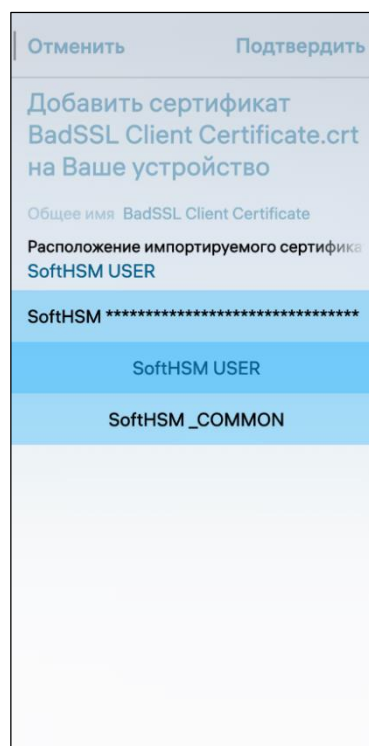 Отменить Подтвердить
Добавить сертификат
BadSSL Client Certificate.crt
на Ваше устройство
Общее имя BadSSL Client Certificate
Расположение импортируемого сертифика
SoftHSM USER
SoftHSM ********************************
SoftHSM USER
SoftHSM _COMMON